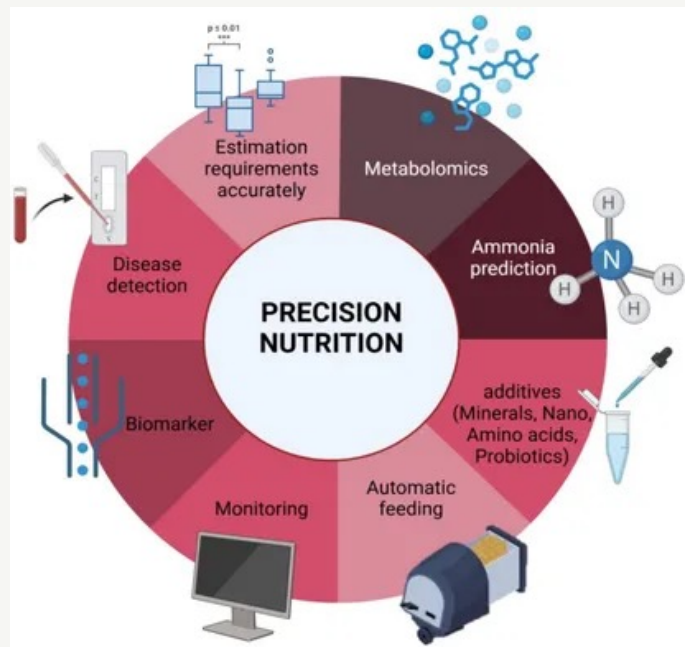 p ≤ 0.01
***
Estimation
requirements
accurately
Metabolomics
Ammonia
prediction
H
N
H
H
H
additives
(Minerals, Nano,
Amino acids,
Probiotics)
Automatic
feeding
Monitoring
Biomarker
Disease
detection
PRECISION
NUTRITION